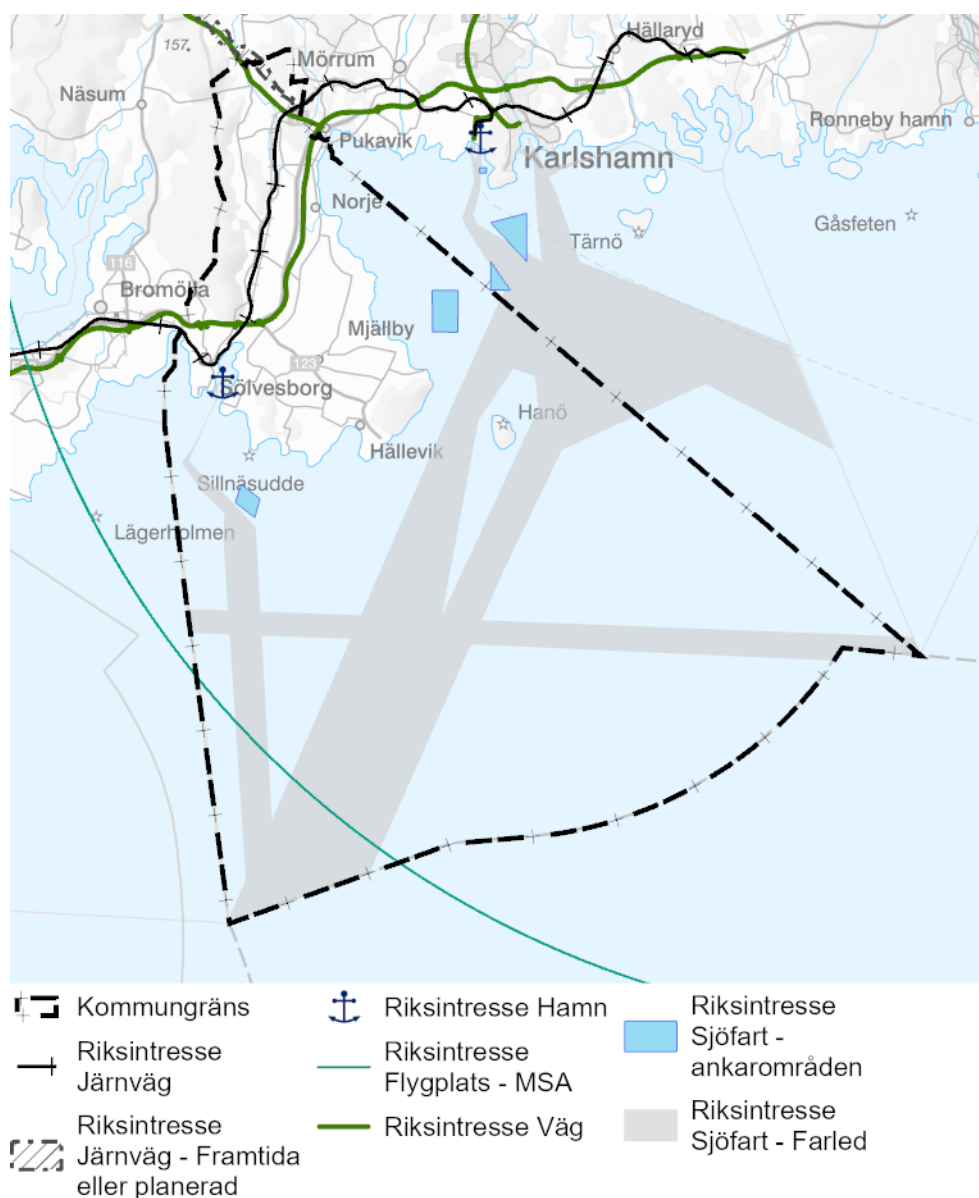 Hällaryd
157.
Mörrum
Näsum
Ronneby hamn
Pukavik
Karlshamn
Norje
Gåsfeten
Tärnö
116
Bromölla
Mjällby
123
Sölvesborg
Hanö
Hällevik
Sillnäsudde
Lägerholmen
Kommungräns
Riksintresse
Järnväg
Riksintresse
Järnväg - Framtida
eller planerad
Riksintresse Hamn
Riksintresse
Flygplats - MSA
Riksintresse Väg
Riksintresse
Sjöfart -
ankarområden
Riksintresse
Sjöfart - Farled